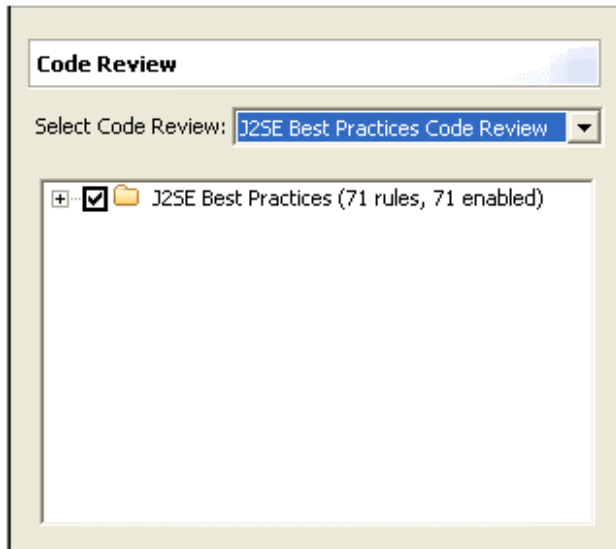 Code Review
Select Code Review: J2SE Best Practices Code Review
J2SE Best Practices (71 rules, 71 enabled)